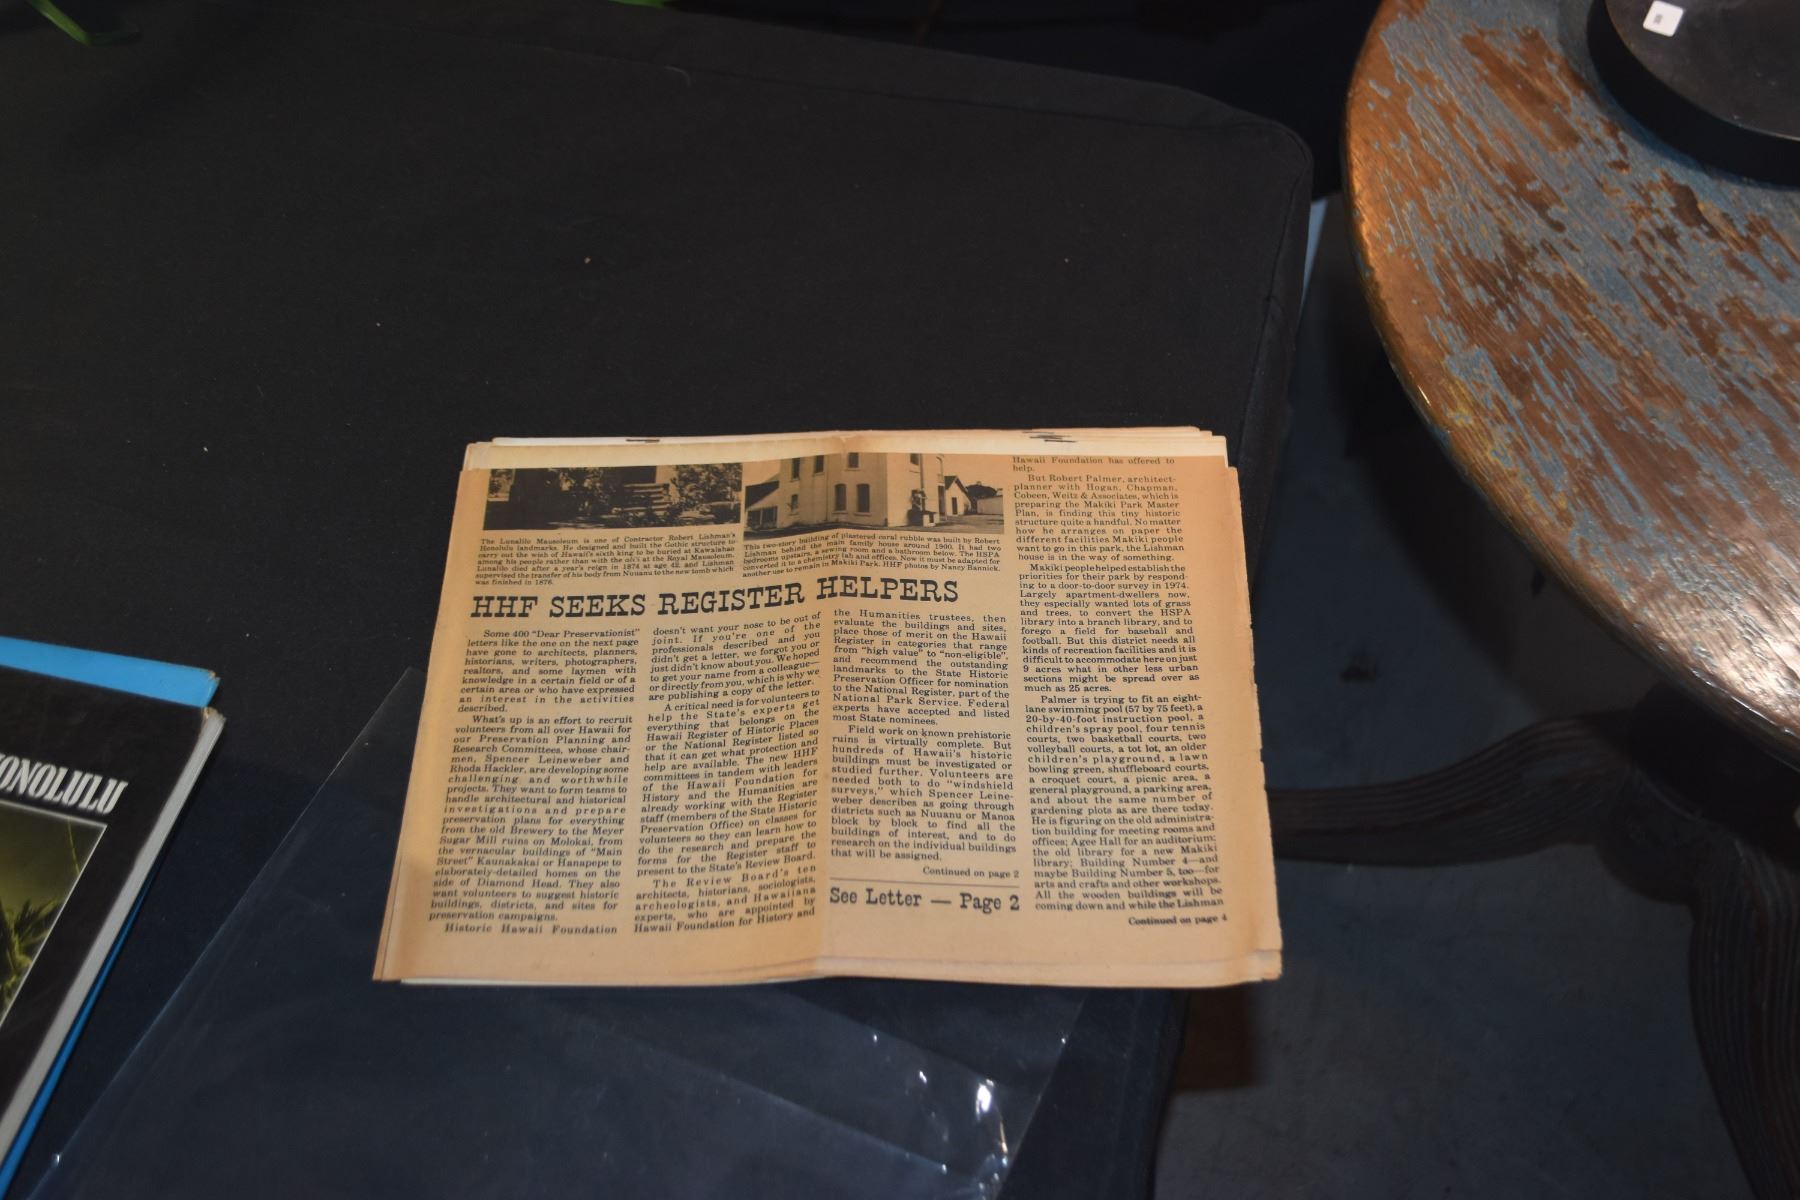 The Lunalilo Mausoleum is one of Contractor Robert Lishman's
Honolulu landmarks. He designed and built the Gothic structure to
carry out the wish of Hawaii's sixth king to be buried at Kawaiahao
among his people rather than with the alii at the Royal Mausoleum.
Lunalilo died after a year's reign in 1874 at age 42, and Lishman
supervised the transfer of his body from Nuuanu to the new tomb which
was finished in 1876.
This two-story building of plastered coral rubble was built by Robert
Lishman behind the main family house around 1900. It had two
bedrooms upstairs, a sewing room and a bathroom below. The HSPA
converted it to a chemistry lab and offices. Now it must be adapted for
another use to remain in Makiki Park. HHF photos by Nancy Bannick.
HHF SEEKS REGISTER HELPERS
Some 400 "Dear Preservationist"
letters like the one on the next page
have gone to architects, planners,
historians, writers, photographers,
realtors, and some laymen with
knowledge in a certain field or of a
certain area or who have expressed
an interest in the activities
described.
What's up is an effort to recruit
volunteers from all over Hawaii for
our Preservation Planning and
Research Committees, whose chair-
men, Spencer Leineweber and
Rhoda Hackler, are developing some
challenging and worthwhile
projects. They want to form teams to
handle architectural and historical
investigations and prepare
preservation plans for everything
from the old Brewery to the Meyer
Sugar Mill ruins on Molokai, from
the vernacular buildings of "Main
Street" Kaunakakai or Hanapepe to
elaborately-detailed homes on the
side of Diamond Head. They also
want volunteers to suggest historic
buildings, districts, and sites for
preservation campaigns.
Historic Hawaii Foundation
doesn't want your nose to be out of
joint. If you're one of the
professionals described and you
didn't get a letter, we forgot you or
just didn't know about you. We hoped
to get your name from a colleague—
or directly from you, which is why we
are publishing a copy of the letter.
A critical need is for volunteers to
help the State's experts get
everything that belongs on the
Hawaii Register of Historic Places
or the National Register listed so
that it can get what protection and
help are available. The new HHF
committees in tandem with leaders
of the Hawaii Foundation for
History and the Humanities are
already working with the Register
staff (members of the State Historic
Preservation Office) on classes for
volunteers so they can learn how to
do the research and prepare the
forms for the Register staff to
present to the State's Review Board.
The Review Board's ten
architects, historians, sociologists,
archeologists, and Hawaiiana
experts, who are appointed by
Hawaii Foundation for History and
the Humanities trustees, then
evaluate the buildings and sites,
place those of merit on the Hawaii
Register in categories that range
from "high value" to "non-eligible",
and recommend the outstanding
landmarks to the State Historic
Preservation Officer for nomination
to the National Register, part of the
National Park Service. Federal
experts have accepted and listed
most State nominees.
Field work on known prehistoric
ruins is virtually complete. But
hundreds of Hawaii's historic
buildings must be investigated or
studied further. Volunteers are
needed both to do "windshield
surveys," which Spencer Leine-
weber describes as going through
districts such as Nuuanu or Manoa
block by block to find all the
buildings of interest, and to do
research on the individual buildings
that will be assigned.
Continued on page 2
See Letter — Page 2
Hawaii Foundation has offered to
help.
But Robert Palmer, architect-
planner with Hogan, Chapman,
Cobeen, Weitz & Associates, which is
preparing the Makiki Park Master
Plan, is finding this tiny historic
structure quite a handful. No matter
how he arranges on paper the
different facilities Makiki people
want to go in this park, the Lishman
house is in the way of something.
Makiki people helped establish the
priorities for their park by respond-
ing to a door-to-door survey in 1974.
Largely apartment-dwellers now,
they especially wanted lots of grass
and trees, to convert the HSPA
library into a branch library, and to
forego a field for baseball and
football. But this district needs all
kinds of recreation facilities and it is
difficult to accommodate here on just
9 acres what in other less urban
sections might be spread over as
much as 25 acres.
Palmer is trying to fit an eight-
lane swimming pool (57 by 75 feet), a
20-by-40-foot instruction pool, a
children's spray pool, four tennis
courts, two basketball courts, two
volleyball courts, a tot lot, an older
children's playground, a lawn
bowling green, shuffleboard courts,
a croquet court, a picnic area, a
general playground, a parking area,
and about the same number of
gardening plots as are there today.
He is figuring on the old administra-
tion building for meeting rooms and
offices; Agee Hall for an auditorium;
the old library for a new Makiki
library; Building Number 4—and
maybe Building Number 5, too—for
arts and crafts and other workshops.
All the wooden buildings will be
coming down and while the Lishman
Continued on page 4
HONOLULU